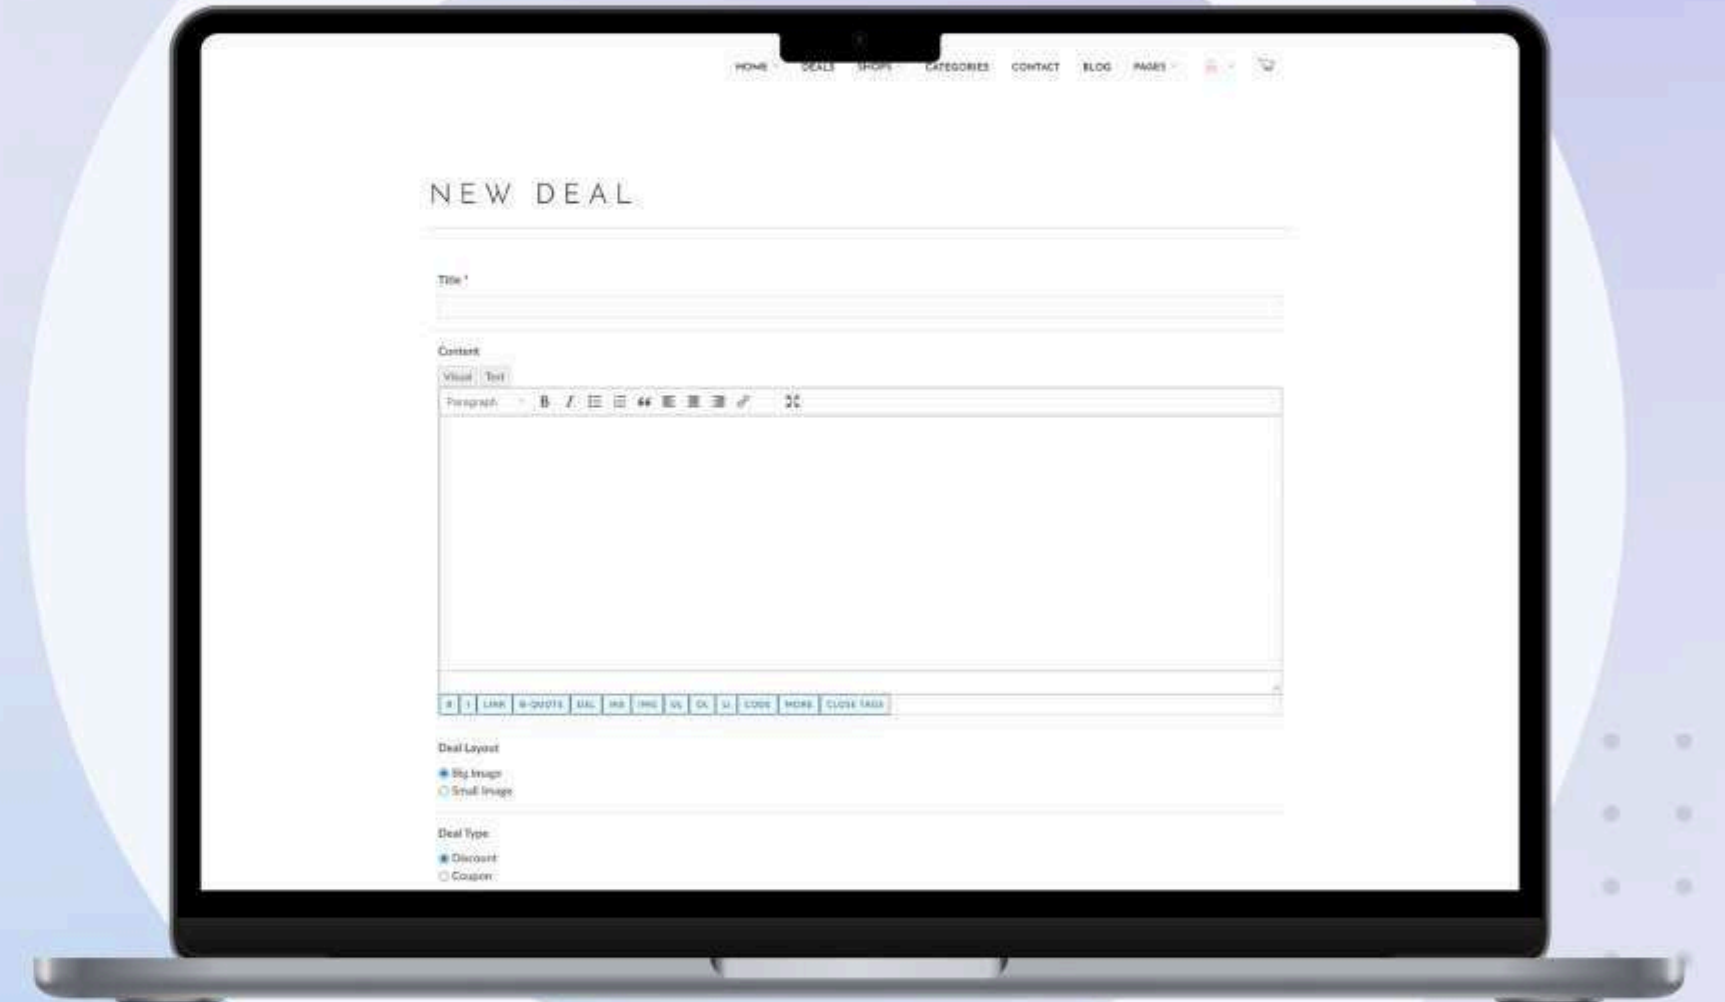 HOME DEALS SHOPS CATEGORIES CONTACT BLOG PAGES
NEW DEAL
Title *
Content
Visual Text
Paragraph B I
B I LINK B-QUOTE DEL INS IMG UL OL LI CODE MORE CLOSE TAGS
Deal Layout
Big Image
Small Image
Deal Type
Discount
Coupon